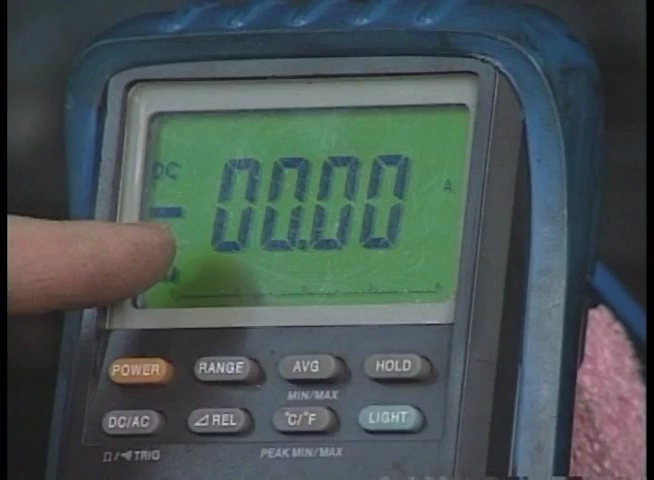 DC
-00.00 A
POWER RANGE AVG HOLD
MIN/MAX
DC/AC ⊿ REL °C/°F LIGHT
Ω/◀TRIG PEAK MIN/MAX